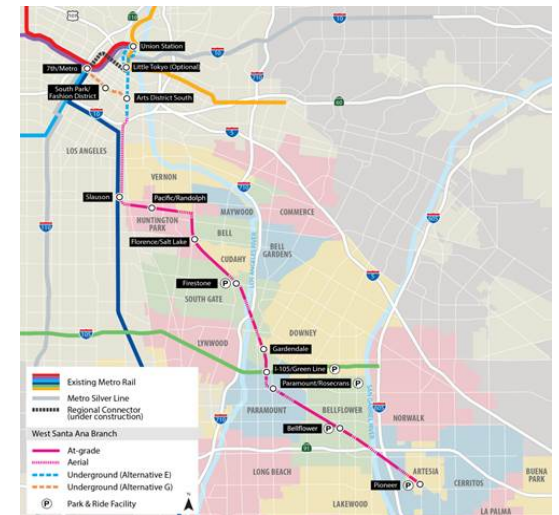 Union Station
7th/Metro
Little Tokyo (Optional)
South Park/
Fashion District
Arts District South
LOS ANGELES
VERNON
Slauson
Pacific/Randolph
HUNTINGTON
PARK
MAYWOOD
COMMERCE
BELL
Florence/Salt Lake
BELL
GARDENS
CUDAHY
Firestone
P
SOUTH GATE
DOWNEY
LYNWOOD
Gardendale
I-105/Green Line
P
Paramount/Rosecrans
P
PARAMOUNT
BELLFLOWER
NORWALK
Bellflower
P
LONG BEACH
ARTESIA
Pioneer
P
CERRITOS
BUENA
PARK
LAKEWOOD
LA PALMA
Existing Metro Rail
Metro Silver Line
Regional Connector
(under construction)
West Santa Ana Branch
At-grade
Aerial
Underground (Alternative E)
Underground (Alternative G)
P
Park & Ride Facility